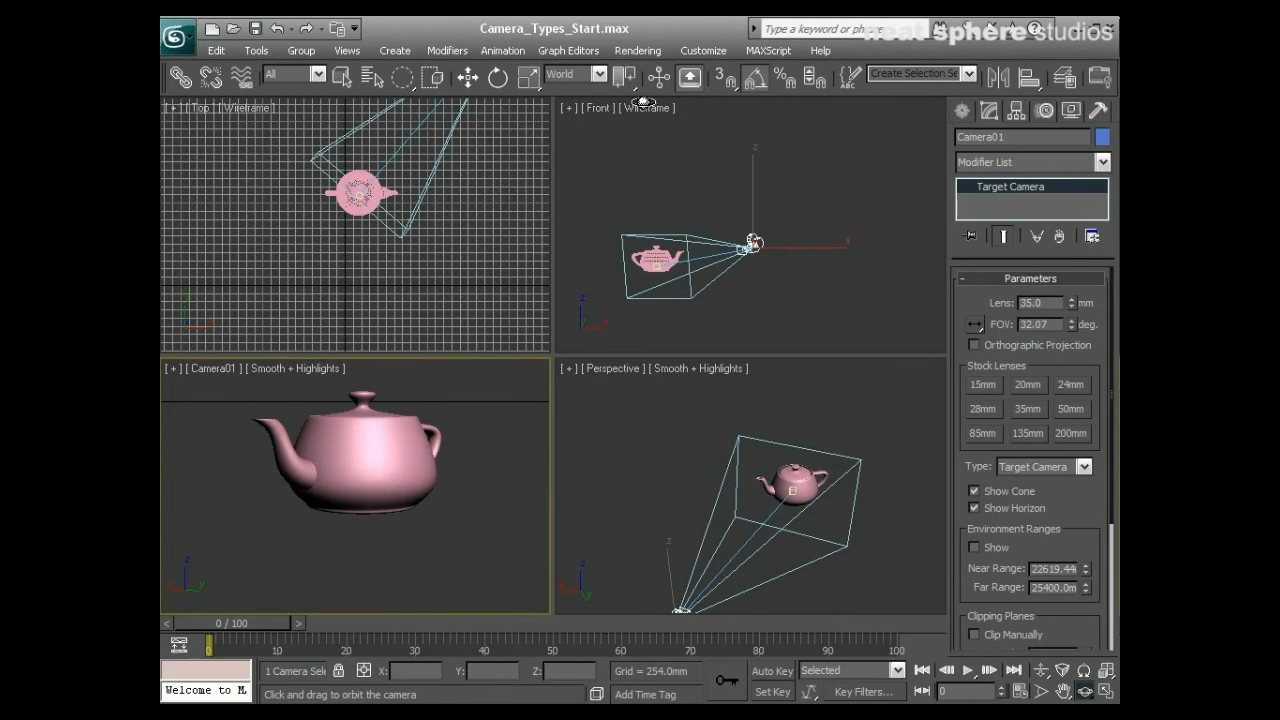 Camera_Types_Start.max
Type a keyword or phrase
neat sphere studios
Edit Tools Group Views Create Modifiers Animation Graph Editors Rendering Customize MAXScript Help
All World 3 Create Selection Se
[ + ] [ Top ] [ Wireframe ]
[ + ] [ Front ] [ Wireframe ]
Camera01
Modifier List
Target Camera
z
x
Parameters
Lens: 35.0 mm
FOV: 32.07 deg.
Orthographic Projection
Stock Lenses
15mm 20mm 24mm
28mm 35mm 50mm
85mm 135mm 200mm
Type: Target Camera
Show Cone
Show Horizon
Environment Ranges
Show
Near Range: 22619.44
Far Range: 25400.0m
Clipping Planes
Clip Manually
[ + ] [ Camera01 ] [ Smooth + Highlights ]
[ + ] [ Perspective ] [ Smooth + Highlights ]
z
z
z
y
y
< 0 / 100 >
0 10 20 30 40 50 60 70 80 90 100
1 Camera Sel X: Y: Z: Grid = 254.0mm Auto Key Selected
Welcome to M
Click and drag to orbit the camera Add Time Tag Set Key Key Filters... 0